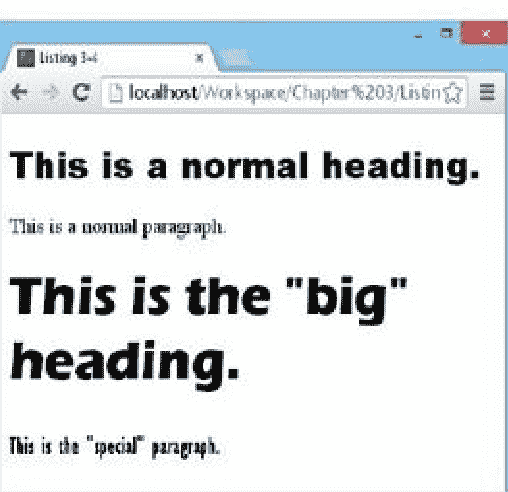 Listing 3-4
localhost/Workspace/Chapter%203/Listin
This is a normal heading.
This is a normal paragraph.
This is the "big"
heading.
This is the "special" paragraph.